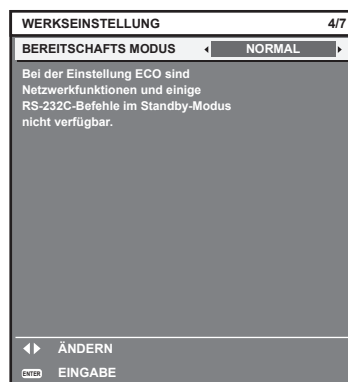 WERKSEINSTELLUNG 4/7
BEREITSCHAFTS MODUS NORMAL
Bei der Einstellung ECO sind
Netzwerkfunktionen und einige
RS-232C-Befehle im Standby-Modus
nicht verfügbar.
ÄNDERN
ENTER EINGABE